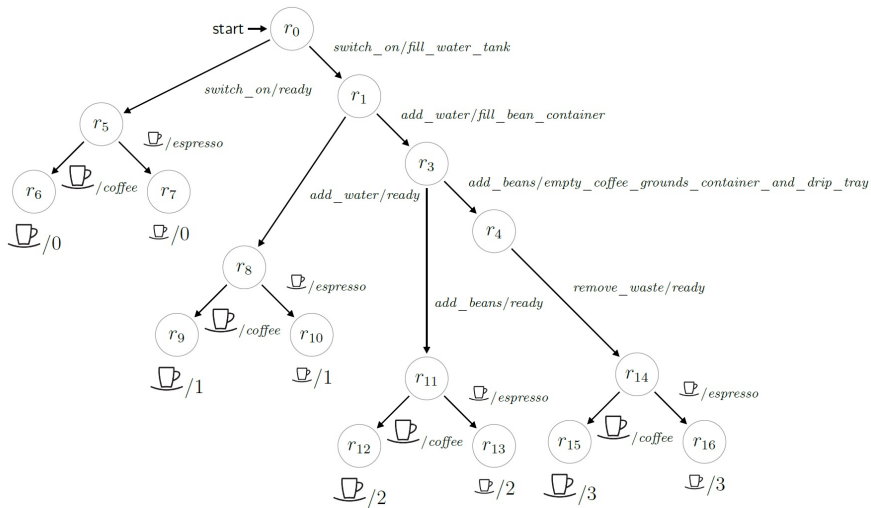 start
r0
switch_on/fill_water_tank
switch_on/ready
r1
add_water/fill_bean_container
r5
/espresso
r3
/coffee
r6
r7
add_water/ready
add_beans/empty_coffee_grounds_container_and_drip_tray
/0
/0
r4
r8
/espresso
add_beans/ready
remove_waste/ready
/coffee
r9
r10
/1
/1
r11
/espresso
r14
/espresso
/coffee
/coffee
r12
r13
r15
r16
/2
/2
/3
/3